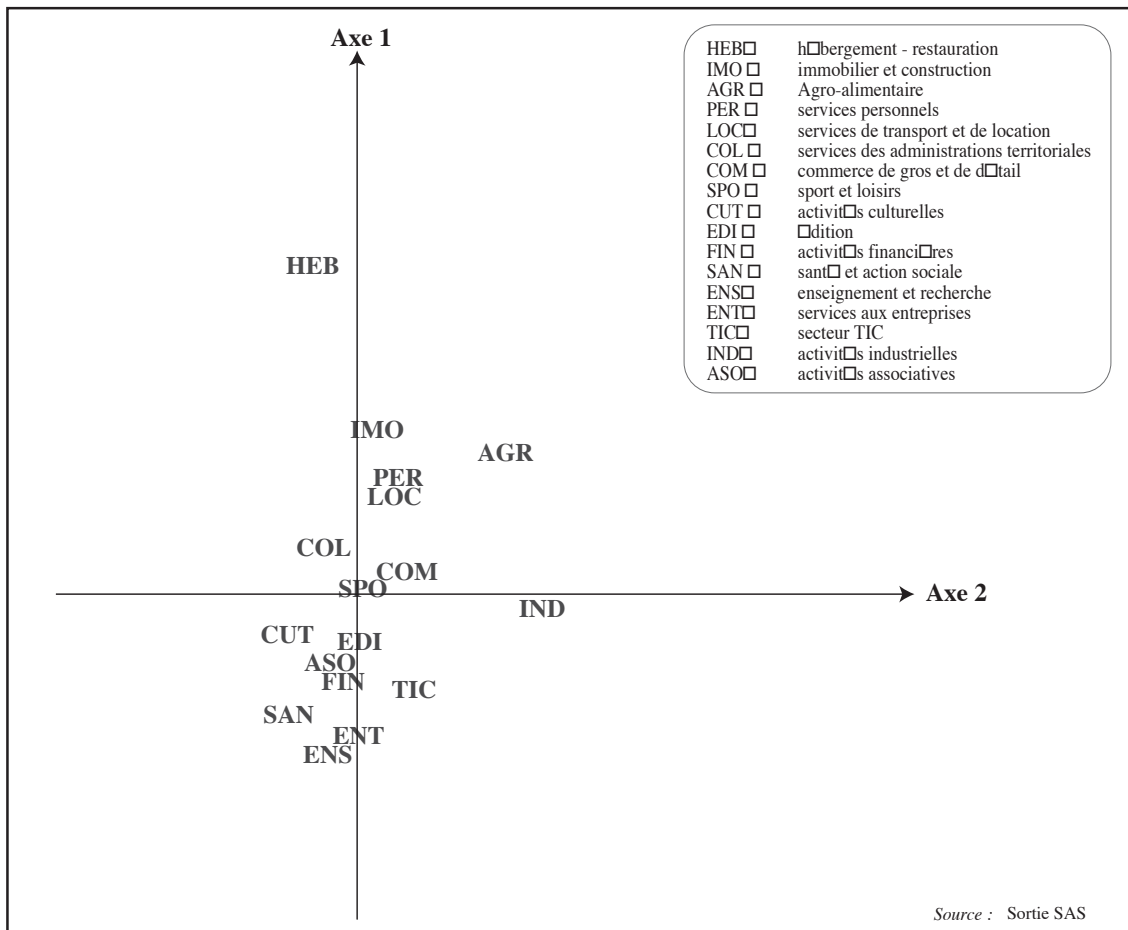 Axe 1
HEB□ h□bergement - restauration
IMO □ immobilier et construction
AGR □ Agro-alimentaire
PER □ services personnels
LOC□ services de transport et de location
COL □ services des administrations territoriales
COM □ commerce de gros et de d□tail
SPO □ sport et loisirs
CUT □ activit□s culturelles
EDI □ □dition
FIN □ activit□s financi□res
SAN □ sant□ et action sociale
ENS□ enseignement et recherche
ENT□ services aux entreprises
TIC□ secteur TIC
IND□ activit□s industrielles
ASO□ activit□s associatives
HEB
IMO
AGR
PER
LOC
COL
COM
SPO
Axe 2
IND
CUT
EDI
ASO
FIN
TIC
SAN
ENT
ENS
Source : Sortie SAS